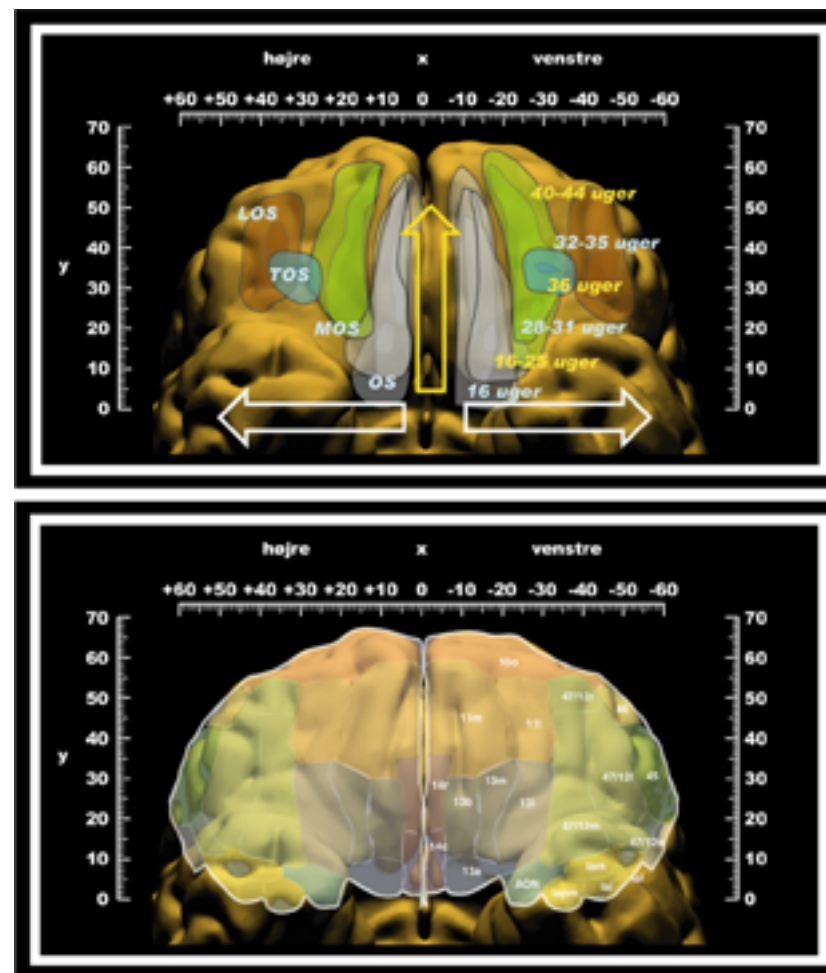 højre x venstre
+60 +50 +40 +30 +20 +10 0 -10 -20 -30 -40 -50 -60
70 70
60 60
40-44 uger
50 50
LOS
32-35 uger
40 40
y
TOS
36 uger
30 30
MOS 28-31 uger
20 20
16-25 uger
10 10
OS 16 uger
0 0
højre x venstre
+60 +50 +40 +30 +20 +10 0 -10 -20 -30 -40 -50 -60
70 70
60 60
10o
50 47/12r 50
11m 11l
40 40
y
45
30 14r 13m 47/12l 30
13b 13l
20 20
47/12m
14c
10 13a 10
AON
0 0